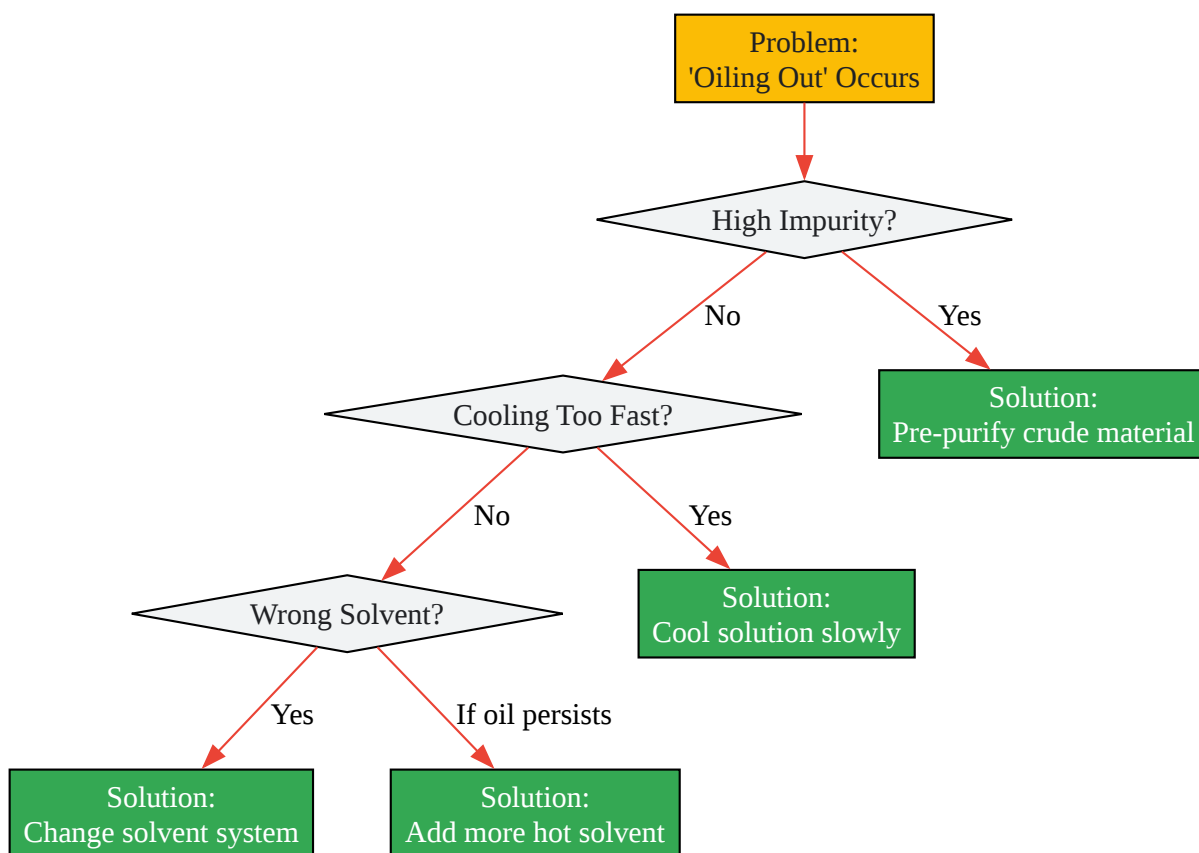 Problem:
'Oiling Out' Occurs
High Impurity?
No
Yes
Cooling Too Fast?
Solution:
Pre-purify crude material
No
Yes
Wrong Solvent?
Solution:
Cool solution slowly
Yes
If oil persists
Solution:
Change solvent system
Solution:
Add more hot solvent